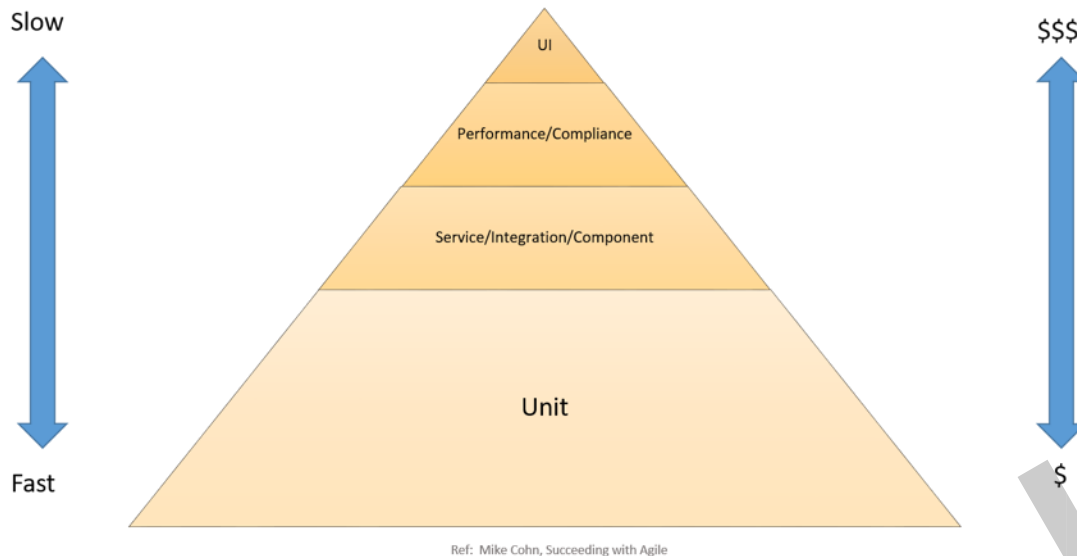 Slow
$$$
UI
Performance/Compliance
Service/Integration/Component
Unit
Fast
$
Ref: Mike Cohn, Succeeding with Agile